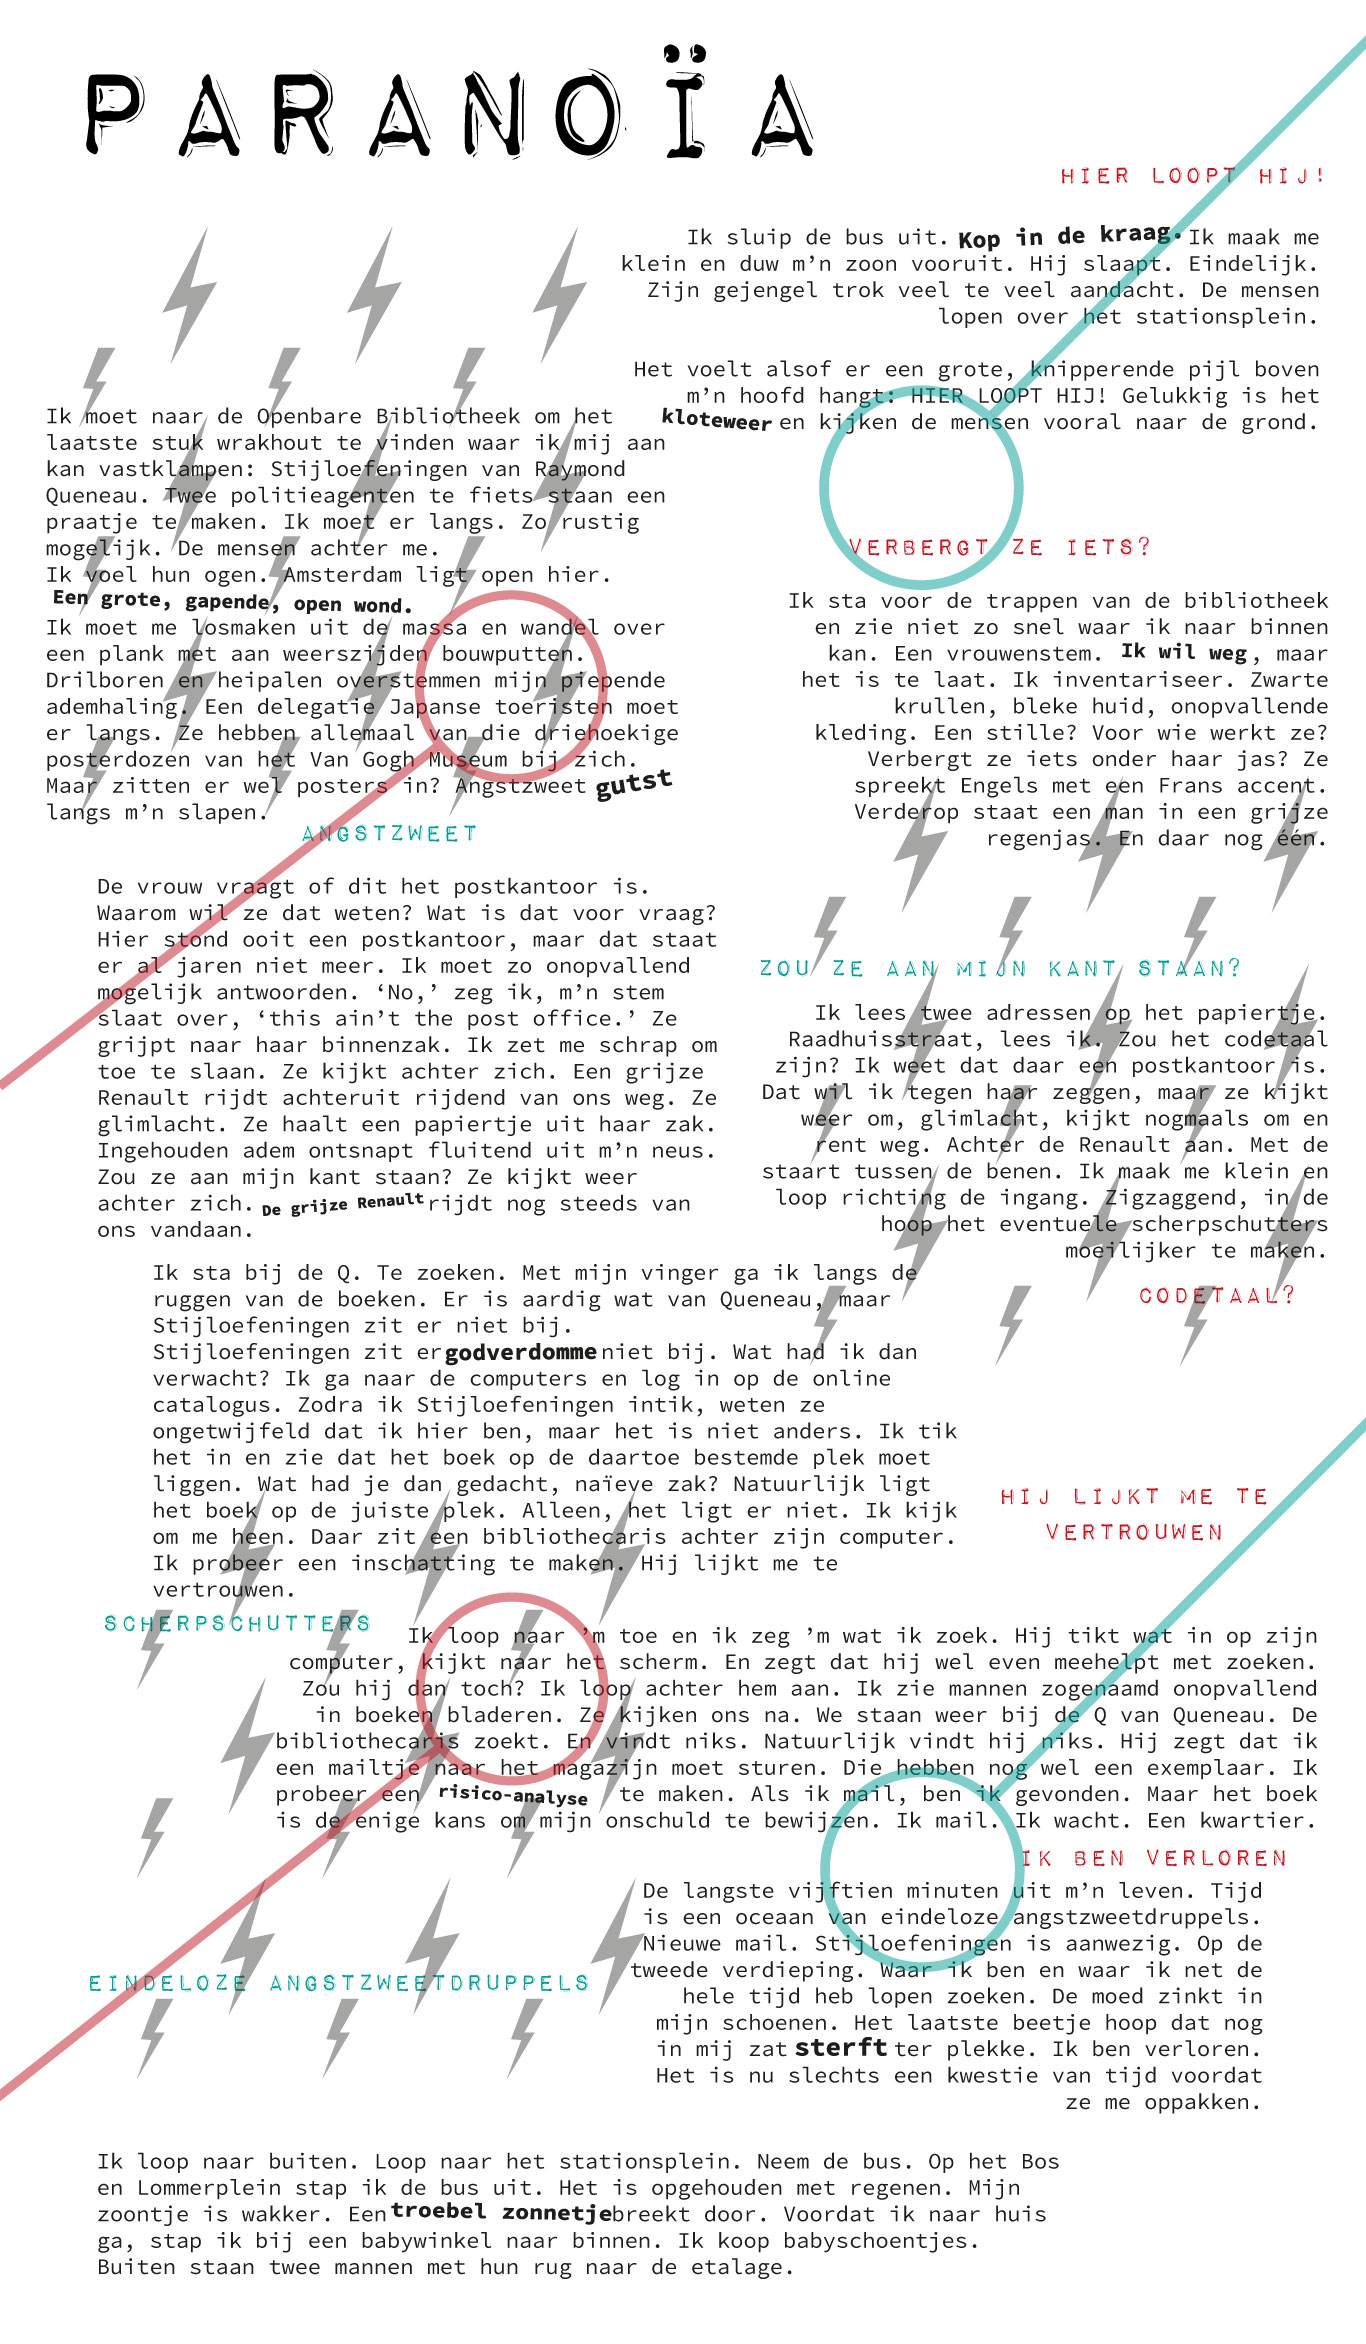 PARANOÏA
HIER LOOPT HIJ!
Ik sluip de bus uit. Kop in de kraag. Ik maak me
klein en duw m’n zoon vooruit. Hij slaapt. Eindelijk.
Zijn gejengel trok veel te veel aandacht. De mensen
lopen over het stationsplein.
Het voelt alsof er een grote, knipperende pijl boven
m’n hoofd hangt: HIER LOOPT HIJ! Gelukkig is het
kloteweer en kijken de mensen vooral naar de grond.
Ik moet naar de Openbare Bibliotheek om het
laatste stuk wrakhout te vinden waar ik mij aan
kan vastklampen: Stijloefeningen van Raymond
Queneau. Twee politieagenten te fiets staan een
praatje te maken. Ik moet er langs. Zo rustig
mogelijk. De mensen achter me.
Ik voel hun ogen. Amsterdam ligt open hier.
Een grote, gapende, open wond.
Ik moet me losmaken uit de massa en wandel over
een plank met aan weerszijden bouwputten.
Drilboren en heipalen overstemmen mijn piepende
ademhaling. Een delegatie Japanse toeristen moet
er langs. Ze hebben allemaal van die driehoekige
posterdozen van het Van Gogh Museum bij zich.
Maar zitten er wel posters in? Angstzweet gutst
langs m’n slapen.
ANGSTZWEET
VERBERGT ZE IETS?
Ik sta voor de trappen van de bibliotheek
en zie niet zo snel waar ik naar binnen
kan. Een vrouwenstem. Ik wil weg, maar
het is te laat. Ik inventariseer. Zwarte
krullen, bleke huid, onopvallende
kleding. Een stille? Voor wie werkt ze?
Verbergt ze iets onder haar jas? Ze
spreekt Engels met een Frans accent.
Verderop staat een man in een grijze
regenjas. En daar nog één.
De vrouw vraagt of dit het postkantoor is.
Waarom wil ze dat weten? Wat is dat voor vraag?
Hier stond ooit een postkantoor, maar dat staat
er al jaren niet meer. Ik moet zo onopvallend
mogelijk antwoorden. ‘No,’ zeg ik, m’n stem
slaat over, ‘this ain’t the post office.’ Ze
grijpt naar haar binnenzak. Ik zet me schrap om
toe te slaan. Ze kijkt achter zich. Een grijze
Renault rijdt achteruit rijdend van ons weg. Ze
glimlacht. Ze haalt een papiertje uit haar zak.
Ingehouden adem ontsnapt fluitend uit m’n neus.
Zou ze aan mijn kant staan? Ze kijkt weer
achter zich. De grijze Renault rijdt nog steeds van
ons vandaan.
ZOU ZE AAN MIJN KANT STAAN?
Ik lees twee adressen op het papiertje.
Raadhuisstraat, lees ik. Zou het codetaal
zijn? Ik weet dat daar een postkantoor is.
Dat wil ik tegen haar zeggen, maar ze kijkt
weer om, glimlacht, kijkt nogmaals om en
rent weg. Achter de Renault aan. Met de
staart tussen de benen. Ik maak me klein en
loop richting de ingang. Zigzaggend, in de
hoop het eventuele scherpschutters
moeilijker te maken.
CODETAAL?
Ik sta bij de Q. Te zoeken. Met mijn vinger ga ik langs de
ruggen van de boeken. Er is aardig wat van Queneau, maar
Stijloefeningen zit er niet bij.
Stijloefeningen zit er godverdomme niet bij. Wat had ik dan
verwacht? Ik ga naar de computers en log in op de online
catalogus. Zodra ik Stijloefeningen intik, weten ze
ongetwijfeld dat ik hier ben, maar het is niet anders. Ik tik
het in en zie dat het boek op de daartoe bestemde plek moet
liggen. Wat had je dan gedacht, naïeve zak? Natuurlijk ligt
het boek op de juiste plek. Alleen, het ligt er niet. Ik kijk
om me heen. Daar zit een bibliothecaris achter zijn computer.
Ik probeer een inschatting te maken. Hij lijkt me te
vertrouwen.
HIJ LIJKT ME TE
VERTROUWEN
SCHERPSCHUTTERS
Ik loop naar ’m toe en ik zeg ’m wat ik zoek. Hij tikt wat in op zijn
computer, kijkt naar het scherm. En zegt dat hij wel even meehelpt met zoeken.
Zou hij dan toch? Ik loop achter hem aan. Ik zie mannen zogenaamd onopvallend
in boeken bladeren. Ze kijken ons na. We staan weer bij de Q van Queneau. De
bibliothecaris zoekt. En vindt niks. Natuurlijk vindt hij niks. Hij zegt dat ik
een mailtje naar het magazijn moet sturen. Die hebben nog wel een exemplaar. Ik
probeer een risico-analyse te maken. Als ik mail, ben ik gevonden. Maar het boek
is de enige kans om mijn onschuld te bewijzen. Ik mail. Ik wacht. Een kwartier.
IK BEN VERLOREN
De langste vijftien minuten uit m’n leven. Tijd
is een oceaan van eindeloze angstzweetdruppels.
Nieuwe mail. Stijloefeningen is aanwezig. Op de
tweede verdieping. Waar ik ben en waar ik net de
hele tijd heb lopen zoeken. De moed zinkt in
mijn schoenen. Het laatste beetje hoop dat nog
in mij zat sterft ter plekke. Ik ben verloren.
Het is nu slechts een kwestie van tijd voordat
ze me oppakken.
EINDELOZE ANGSTZWEETDRUPPELS
Ik loop naar buiten. Loop naar het stationsplein. Neem de bus. Op het Bos
en Lommerplein stap ik de bus uit. Het is opgehouden met regenen. Mijn
zoontje is wakker. Een troebel zonnetje breekt door. Voordat ik naar huis
ga, stap ik bij een babywinkel naar binnen. Ik koop babyschoentjes.
Buiten staan twee mannen met hun rug naar de etalage.